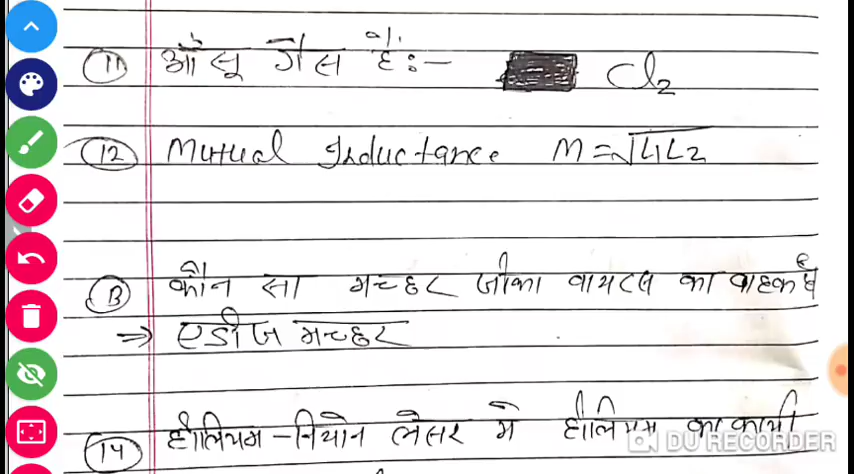 (11) आँसू गैस है :- Cl2
(12) Mutual Inductance M = √L1L2
(13) कौन सा मच्छर जीका वायरस का वाहक है
⇒ एडीज मच्छर
(14) हीलियम - नियोन लेसर में हीलियम का कार्य
DU RECORDER